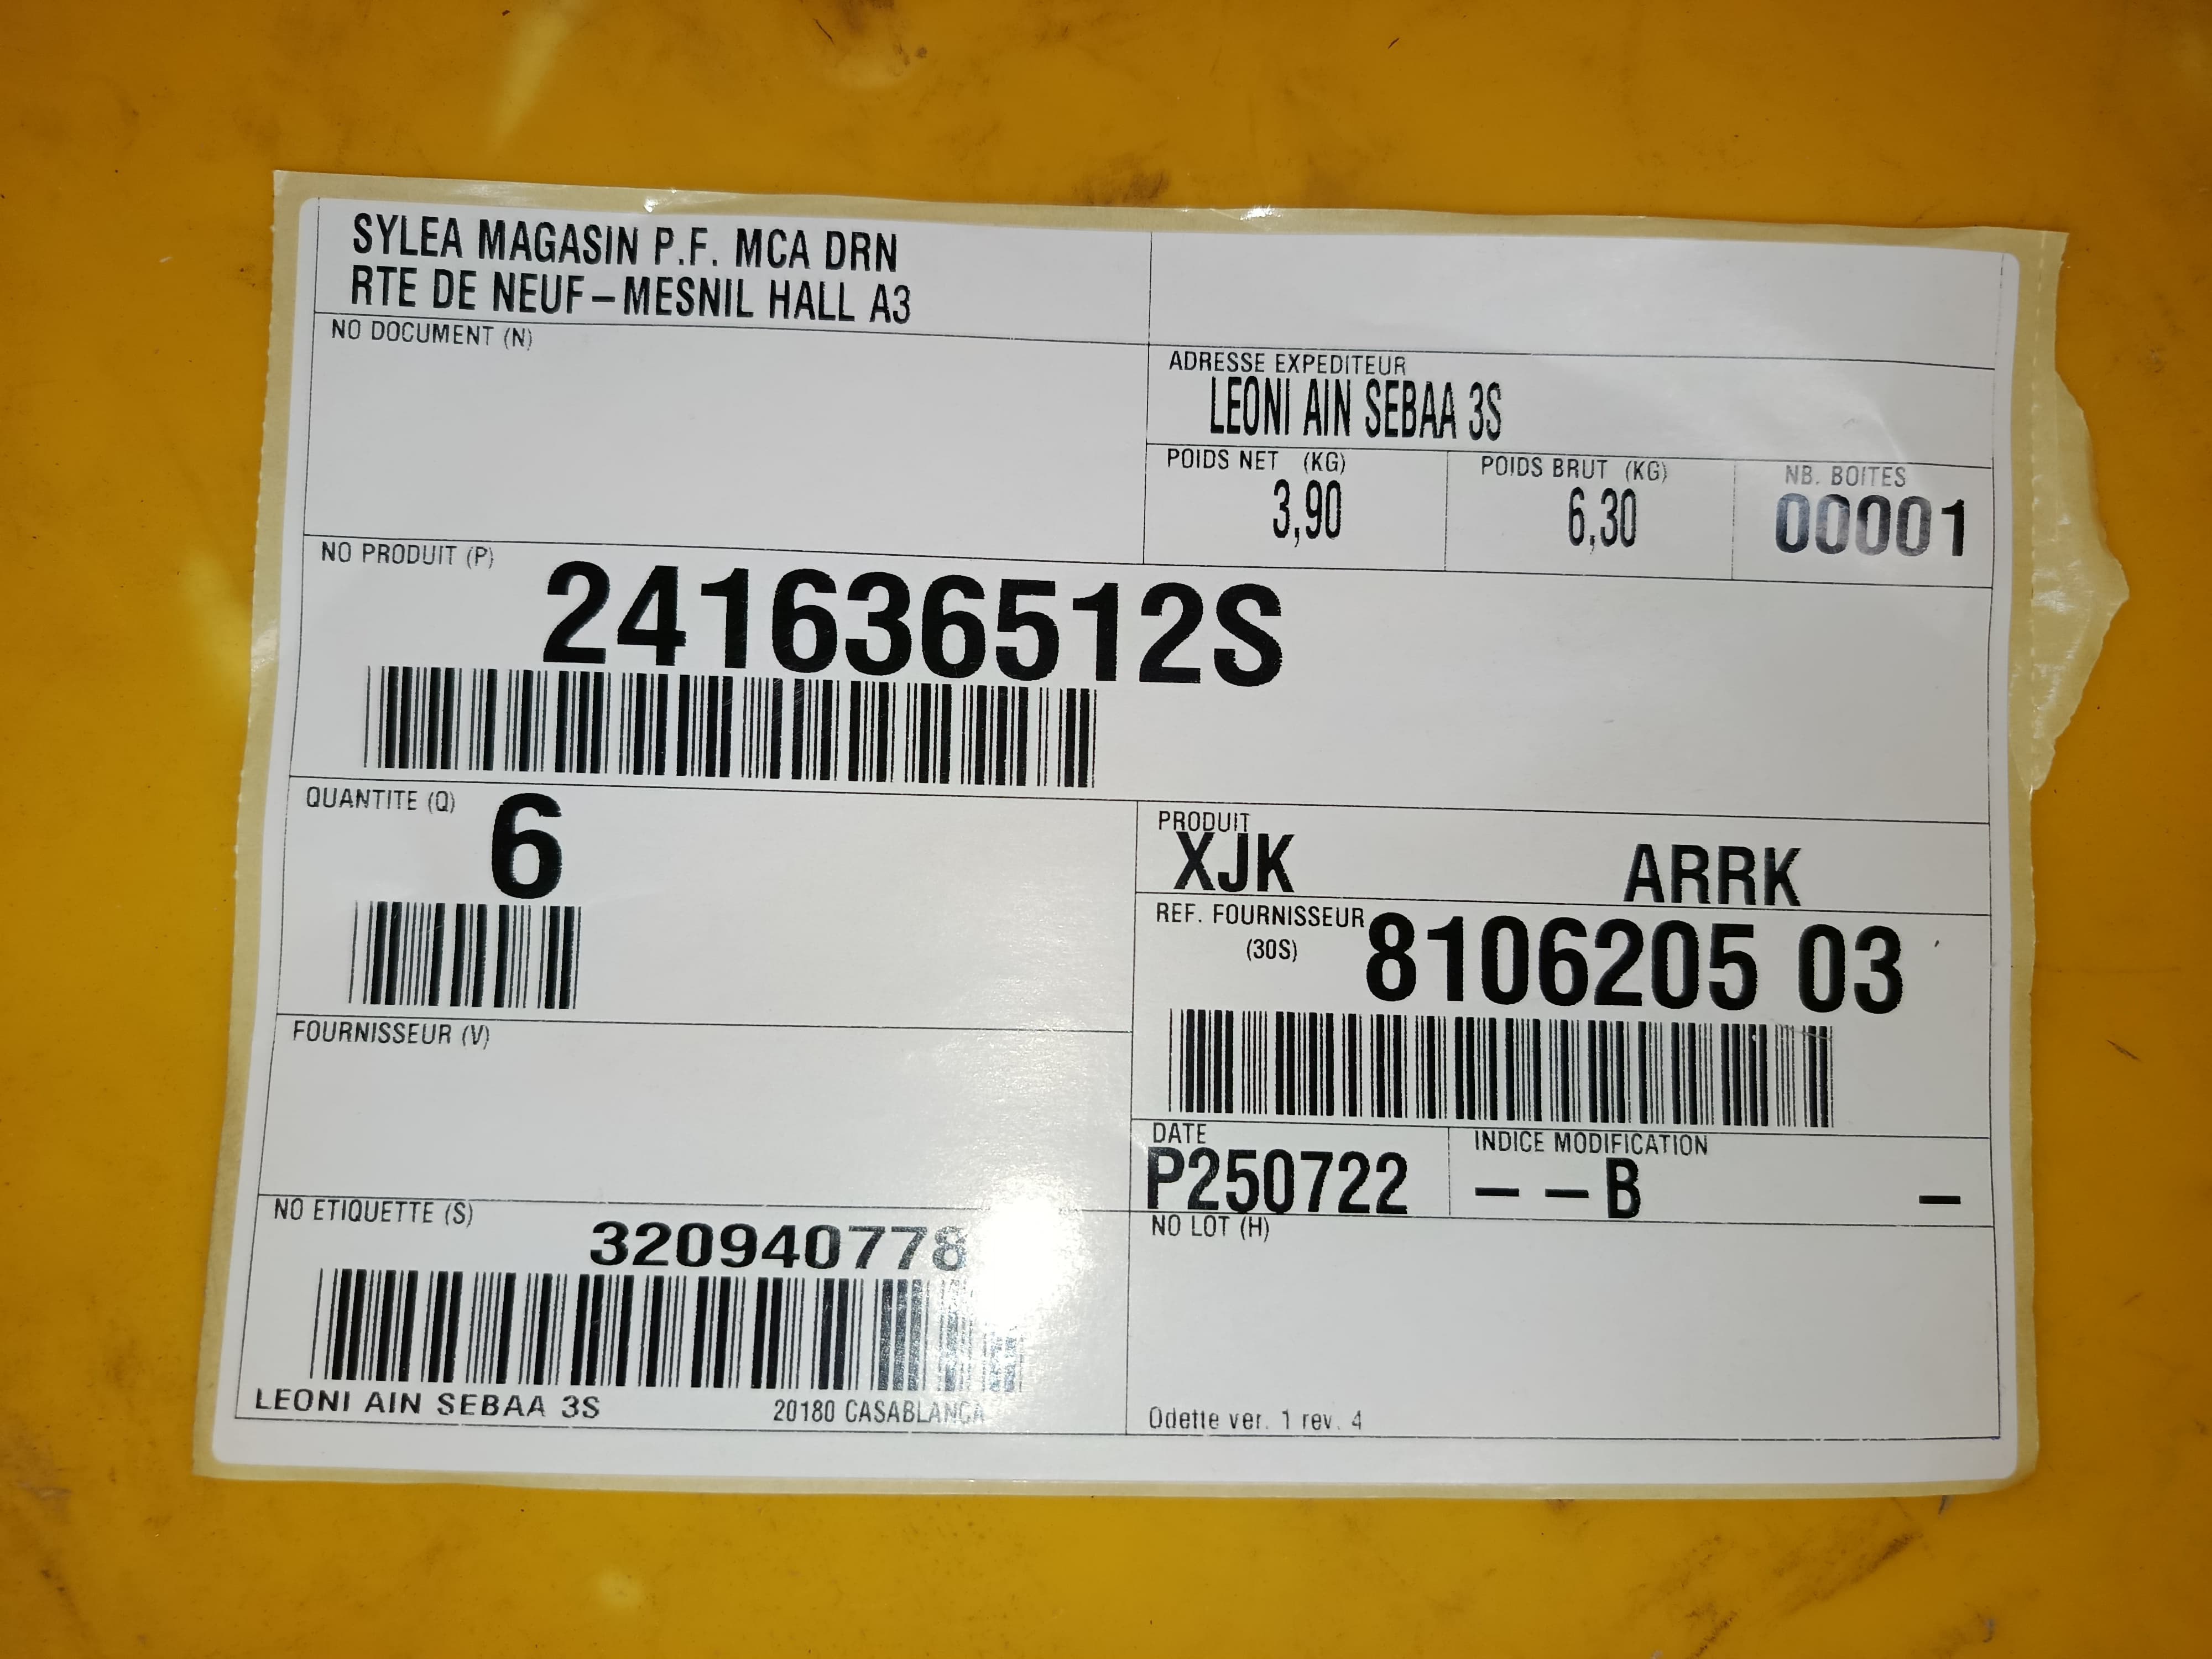 SYLEA MAGASIN P.F. MCA DRN
RTE DE NEUF-MESNIL HALL A3
NO DOCUMENT (N)
ADRESSE EXPEDITEUR
LEONI AIN SEBAA 3S
POIDS NET (KG)
3,90
POIDS BRUT (KG)
6,30
NB. BOITES
00001
NO PRODUIT (P)
241636512S
QUANTITE (Q)
6
PRODUIT
XJK ARRK
REF. FOURNISSEUR
(30S)
8106205 03
FOURNISSEUR (V)
DATE
P250722
INDICE MODIFICATION
– – B –
NO ETIQUETTE (S)
320940778
NO LOT (H)
LEONI AIN SEBAA 3S 20180 CASABLANCA
Odette ver. 1 rev. 4